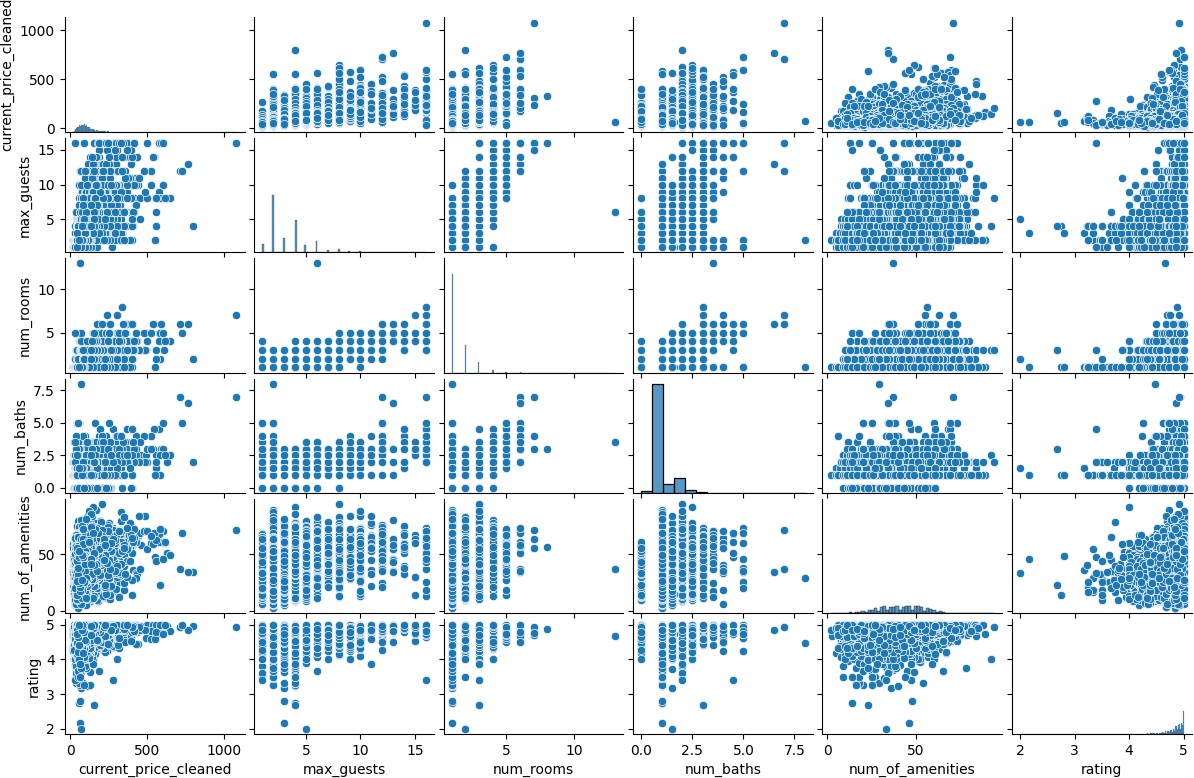 current_price_cleaned
1000
500
0
max_guests
15
10
5
num_rooms
10
5
num_baths
7.5
5.0
2.5
0.0
num_of_amenities
50
0
rating
5
4
3
2
0 500 1000 5 10 15 5 10 0.0 2.5 5.0 7.5 0 50 2 3 4 5
current_price_cleaned max_guests num_rooms num_baths num_of_amenities rating